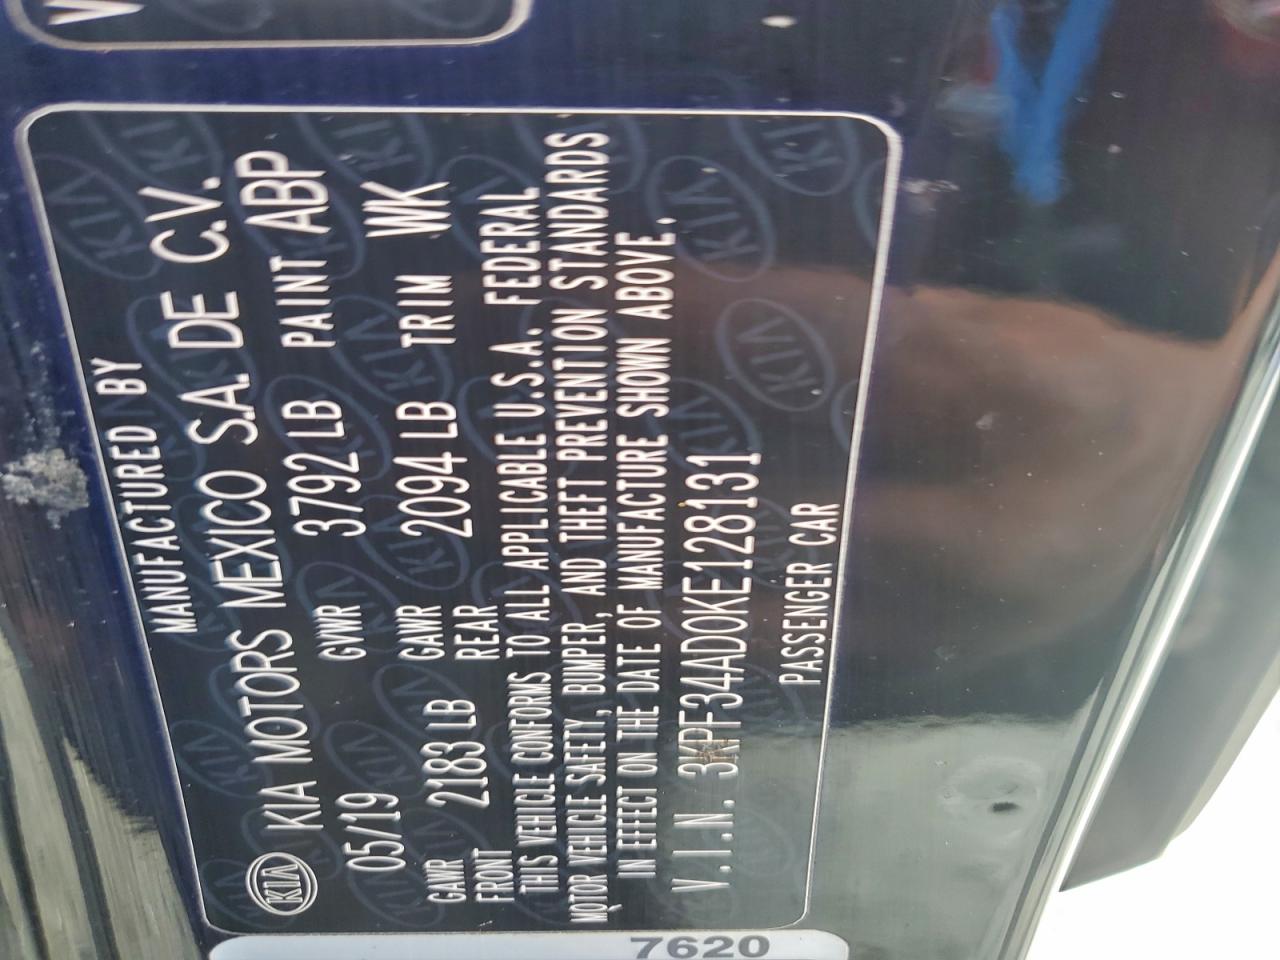 MANUFACTURED BY
KIA KIA MOTORS MEXICO S.A. DE C.V.
05/19 GVWR 3792 LB PAINT ABP
GAWR FRONT 2183 LB GAWR REAR 2094 LB TRIM WK
THIS VEHICLE CONFORMS TO ALL APPLICABLE U.S.A. FEDERAL
MOTOR VEHICLE SAFETY, BUMPER, AND THEFT PREVENTION STANDARDS
IN EFFECT ON THE DATE OF MANUFACTURE SHOWN ABOVE.
V.I.N. 3KPF34AD0KE128131
PASSENGER CAR
7620